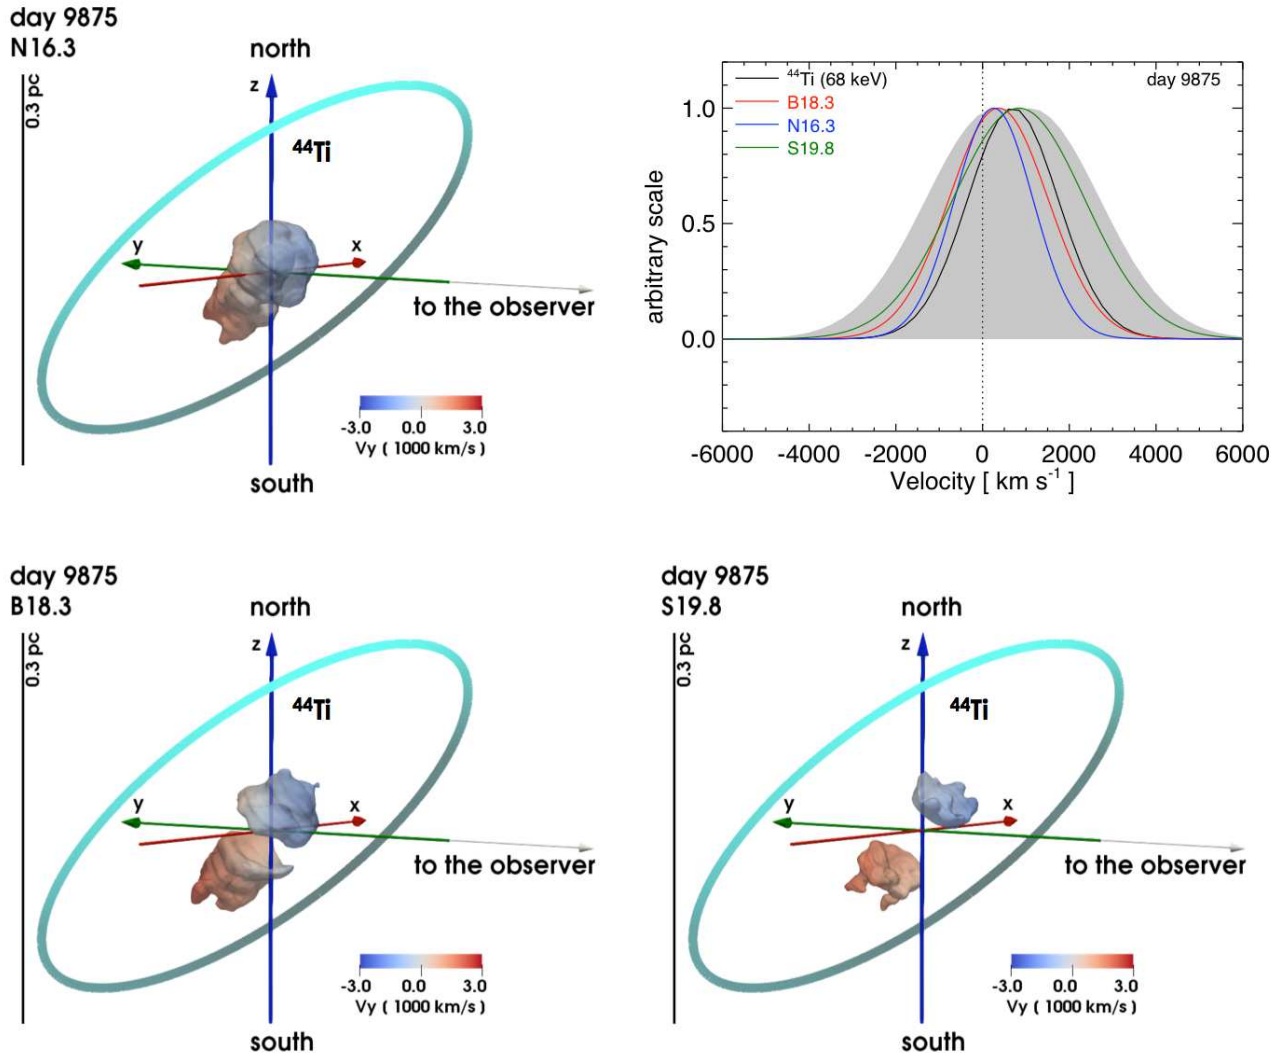 day 9875
N16.3
north
z
0.3 pc
⁴⁴Ti
y
x
to the observer
-3.0 0.0 3.0
Vy ( 1000 km/s )
south
⁴⁴Ti (68 keV)
B18.3
N16.3
S19.8
day 9875
1.0
0.5
0.0
arbitrary scale
-6000 -4000 -2000 0 2000 4000 6000
Velocity [ km s⁻¹ ]
day 9875
B18.3
north
z
0.3 pc
⁴⁴Ti
y
x
to the observer
-3.0 0.0 3.0
Vy ( 1000 km/s )
south
day 9875
S19.8
north
z
0.3 pc
⁴⁴Ti
y
x
to the observer
-3.0 0.0 3.0
Vy ( 1000 km/s )
south